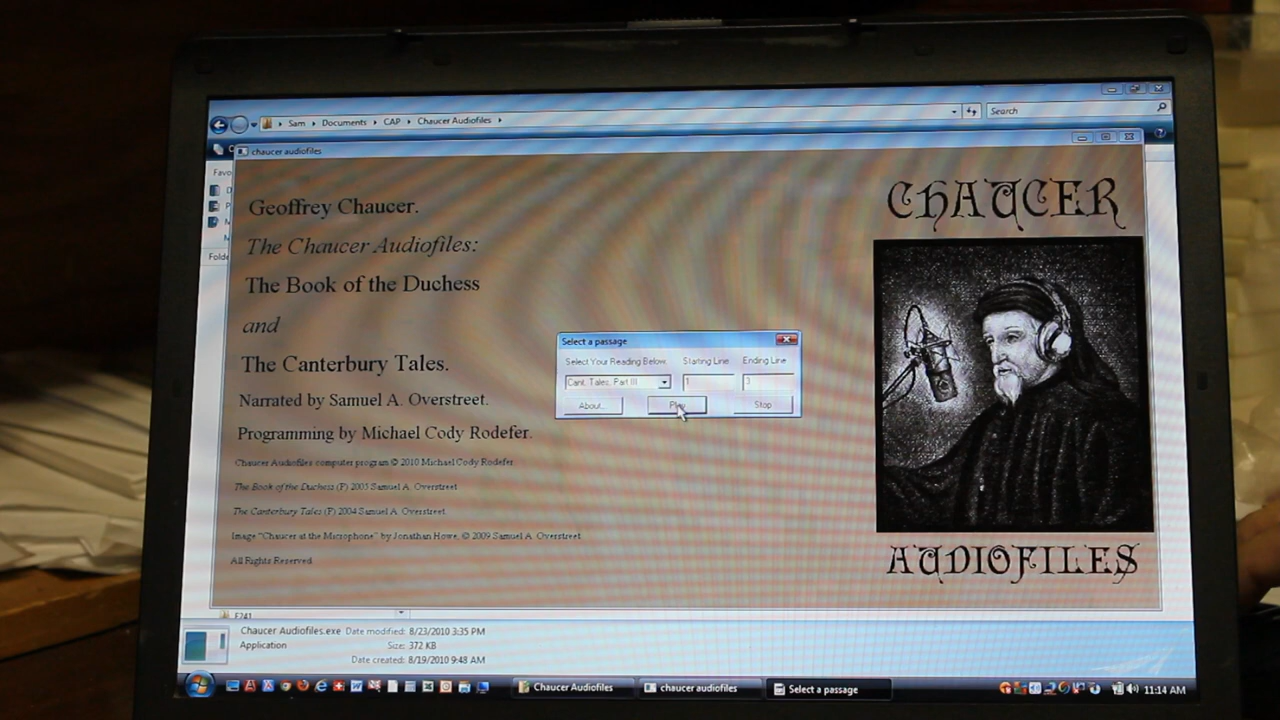 Sam
Documents
CAP
Chaucer Audiofiles
Search
chaucer audiofiles
Favo
Folde
Geoffrey Chaucer.
The Chaucer Audiofiles:
The Book of the Duchess
and
The Canterbury Tales.
Narrated by Samuel A. Overstreet.
Programming by Michael Cody Rodefer.
Chaucer Audiofiles computer program © 2010 Michael Cody Rodefer.
The Book of the Duchess (P) 2005 Samuel A. Overstreet
The Canterbury Tales (P) 2004 Samuel A. Overstreet.
Image "Chaucer at the Microphone" by Jonathan Howe, © 2009 Samuel A. Overstreet
All Rights Reserved.
CHAUCER
AUDIOFILES
Select a passage
Select Your Reading Below.
Starting Line
Ending Line
Cant. Tales, Part III
1
3
About...
Play
Stop
Chaucer Audiofiles.exe Date modified: 8/23/2010 3:35 PM
Application Size: 372 KB
Date created: 8/19/2010 9:48 AM
Chaucer Audiofiles
chaucer audiofiles
Select a passage
11:14 AM